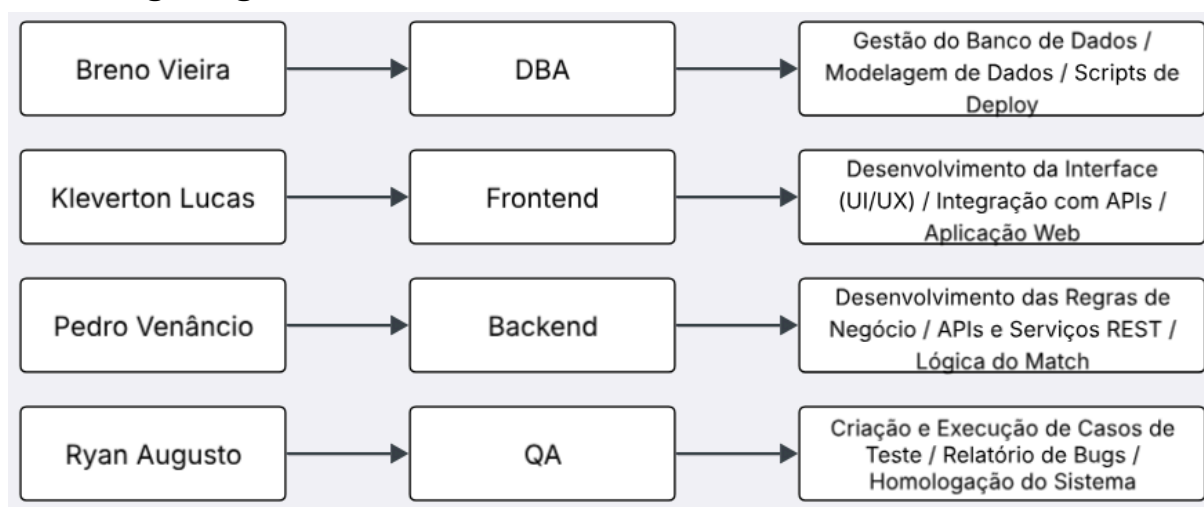 Breno Vieira
DBA
Gestão do Banco de Dados /
Modelagem de Dados / Scripts de
Deploy
Kleverton Lucas
Frontend
Desenvolvimento da Interface
(UI/UX) / Integração com APIs /
Aplicação Web
Pedro Venâncio
Backend
Desenvolvimento das Regras de
Negócio / APIs e Serviços REST /
Lógica do Match
Ryan Augusto
QA
Criação e Execução de Casos de
Teste / Relatório de Bugs /
Homologação do Sistema